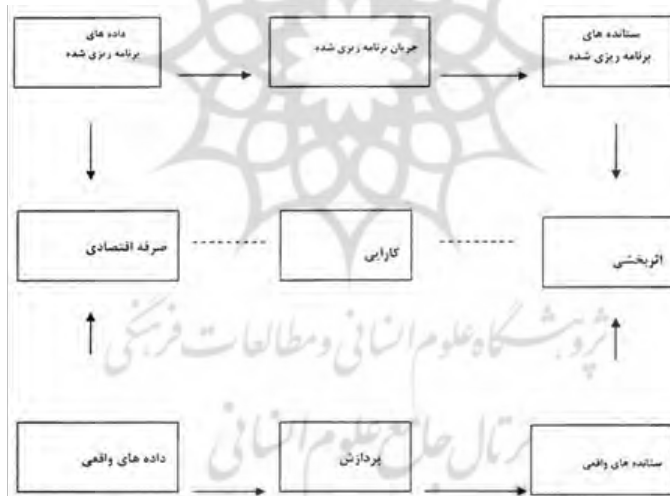 داده های
برنامه ریزی شده
جریان برنامه ریزی شده
ستانده های
برنامه ریزی شده
صرفه اقتصادی
کارایی
اثربخشی
پژوهشگاه علوم انسانی و مطالعات فرهنگی
پرتال جامع علوم انسانی
داده های واقعی
پردازش
ستانده های واقعی